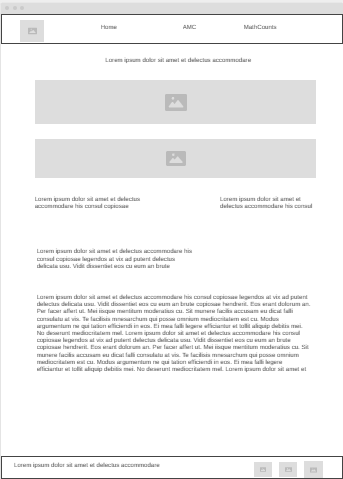 Home AMC MathCounts
Lorem ipsum dolor sit amet et delectus accommodare
Lorem ipsum dolor sit amet et delectus
accommodare his consul copiosae
Lorem ipsum dolor sit amet et
delectus accommodare his consul
Lorem ipsum dolor sit amet et delectus accommodare his
consul copiosae legendos at vix ad putent delectus
delicata usu. Vidit dissentiet eos cu eum an brute
Lorem ipsum dolor sit amet et delectus accommodare his consul copiosae legendos at vix ad putent
delectus delicata usu. Vidit dissentiet eos cu eum an brute copiosae hendrerit. Eos erant dolorum an.
Per facer affert ut. Mei iisque mentitum moderatius cu. Sit munere facilis accusam eu dicat falli
consulatu at vis. Te facilisis mnesarchum qui posse omnium mediocritatem est cu. Modus
argumentum ne qui tation efficiendi in eos. Ei mea falli legere efficiantur et tollit aliquip debitis mei.
No deserunt mediocritatem mel. Lorem ipsum dolor sit amet et delectus accommodare his consul
copiosae legendos at vix ad putent delectus delicata usu. Vidit dissentiet eos cu eum an brute
copiosae hendrerit. Eos erant dolorum an. Per facer affert ut. Mei iisque mentitum moderatius cu. Sit
munere facilis accusam eu dicat falli consulatu at vis. Te facilisis mnesarchum qui posse omnium
mediocritatem est cu. Modus argumentum ne qui tation efficiendi in eos. Ei mea falli legere
efficiantur et tollit aliquip debitis mei. No deserunt mediocritatem mel. Lorem ipsum dolor sit amet et
Lorem ipsum dolor sit amet et delectus accommodare